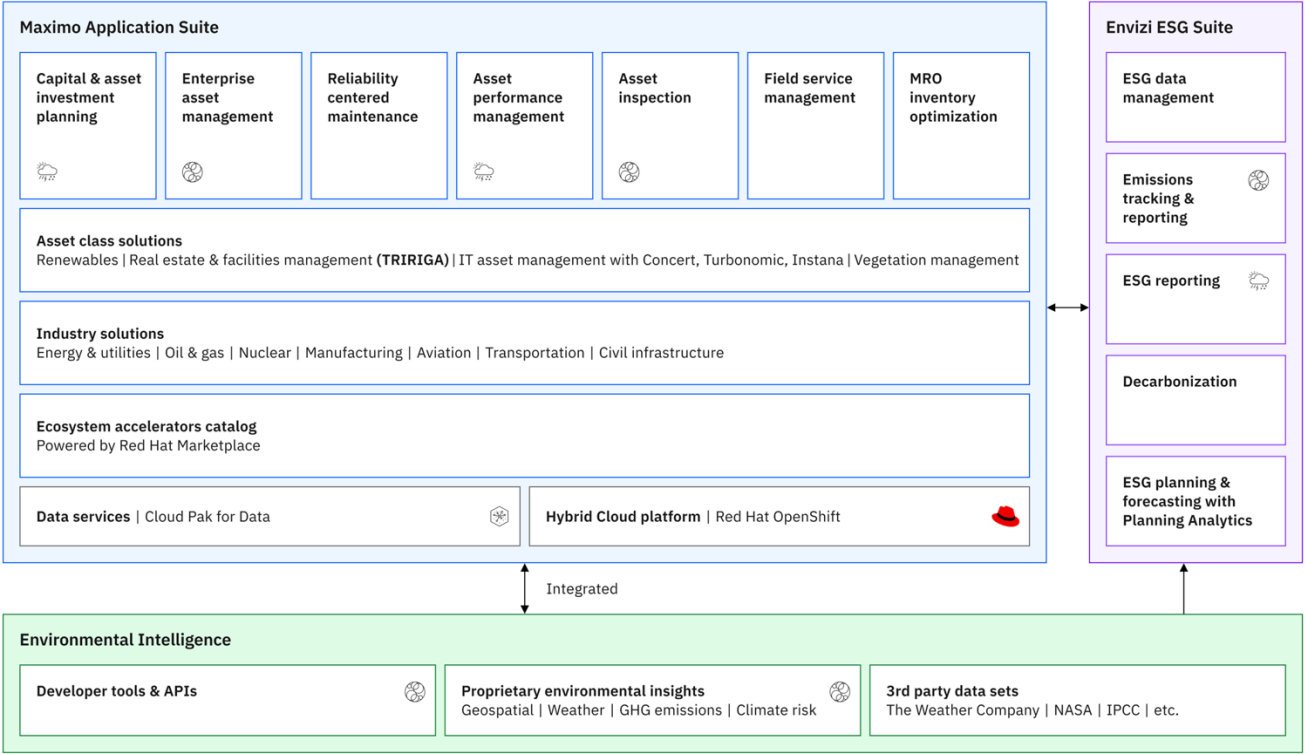 Maximo Application Suite
Capital & asset
investment
planning
Enterprise
asset
management
Reliability
centered
maintenance
Asset
performance
management
Asset
inspection
Field service
management
MRO
inventory
optimization
Asset class solutions
Renewables | Real estate & facilities management (TRIRIGA) | IT asset management with Concert, Turbonomic, Instana | Vegetation management
Industry solutions
Energy & utilities | Oil & gas | Nuclear | Manufacturing | Aviation | Transportation | Civil infrastructure
Ecosystem accelerators catalog
Powered by Red Hat Marketplace
Data services | Cloud Pak for Data
Hybrid Cloud platform | Red Hat OpenShift
Envizi ESG Suite
ESG data
management
Emissions
tracking &
reporting
ESG reporting
Decarbonization
ESG planning &
forecasting with
Planning Analytics
Integrated
Environmental Intelligence
Developer tools & APIs
Proprietary environmental insights
Geospatial | Weather | GHG emissions | Climate risk
3rd party data sets
The Weather Company | NASA | IPCC | etc.